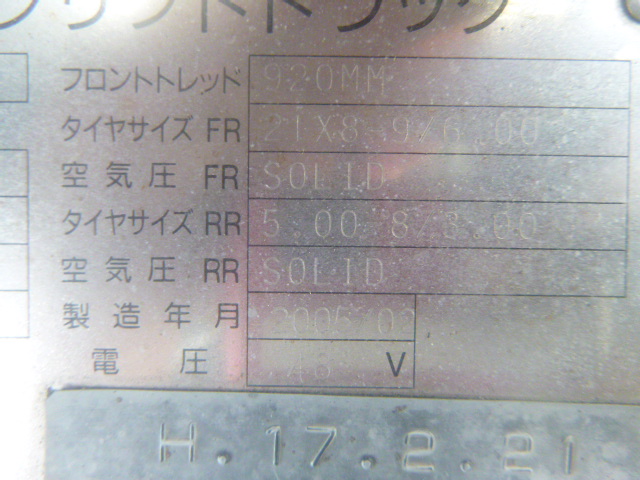 フロントトレッド 920MM
タイヤサイズ FR 21X8-9/6.00
空気圧 FR SOLID
タイヤサイズ RR 5.00-8/3.00
空気圧 RR SOLID
製造年月 2005.02
電圧 48 V
H.17.2.21